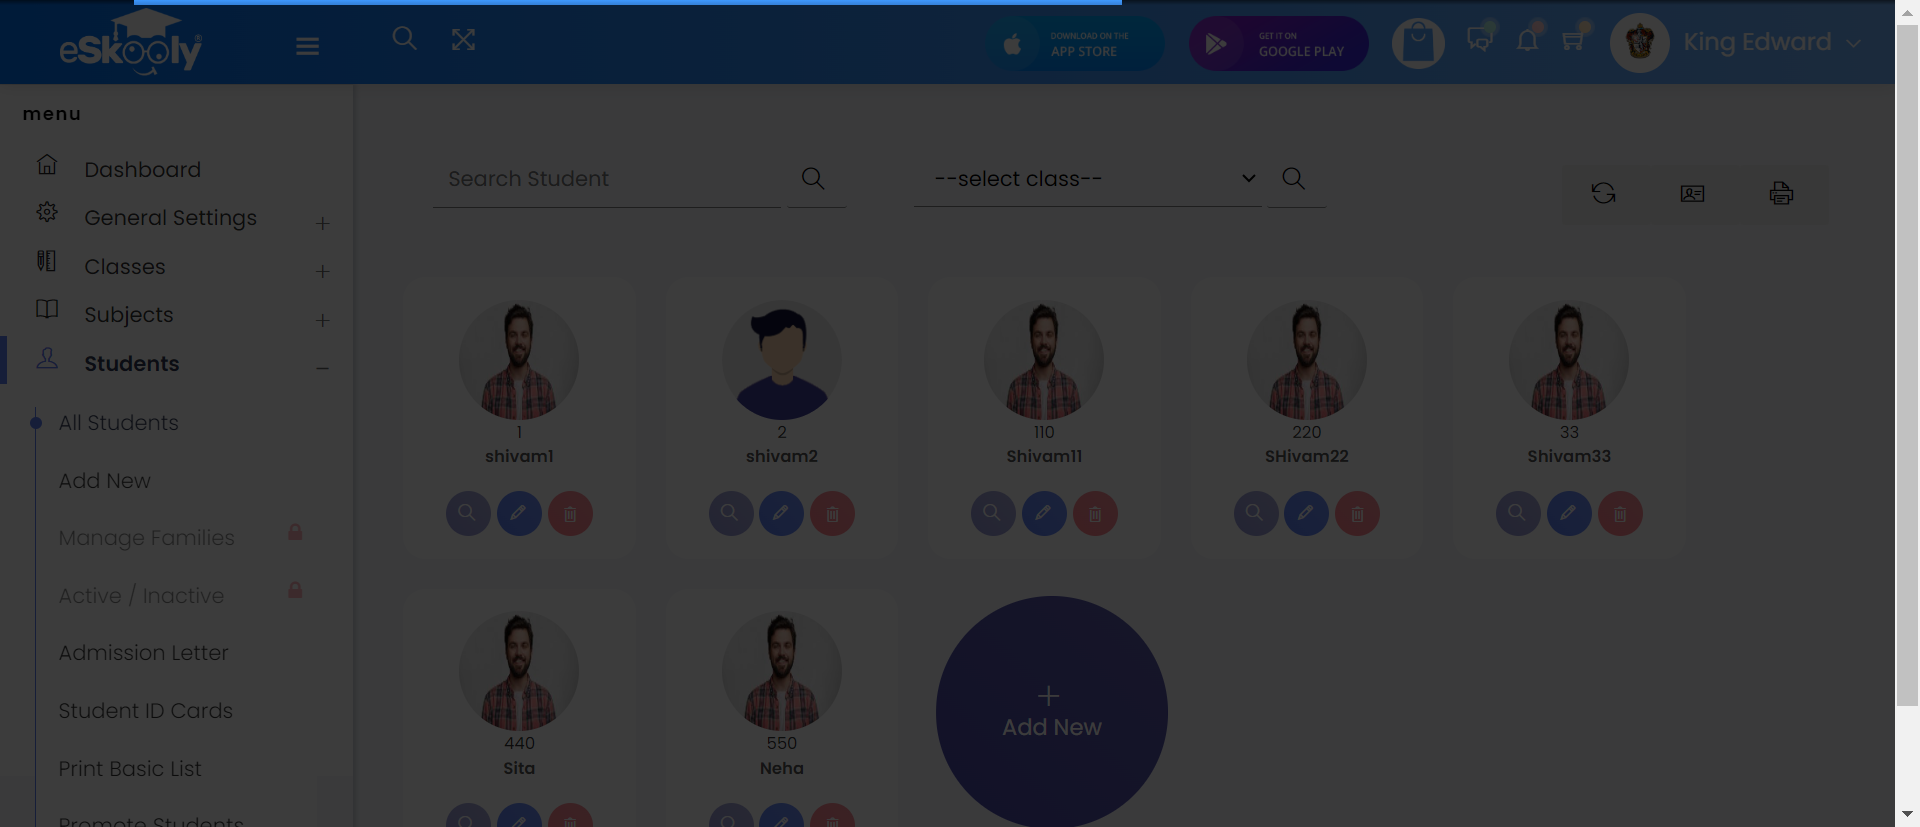 eSkooly®
DOWNLOAD ON THE
APP STORE
GET IT ON
GOOGLE PLAY
King Edward
menu
Dashboard
General Settings
Classes
Subjects
Students
All Students
Add New
Manage Families
Active / Inactive
Admission Letter
Student ID Cards
Print Basic List
Promote Students
Search Student
--select class--
1
shivam1
2
shivam2
110
Shivam11
220
SHivam22
33
Shivam33
440
Sita
550
Neha
Add New